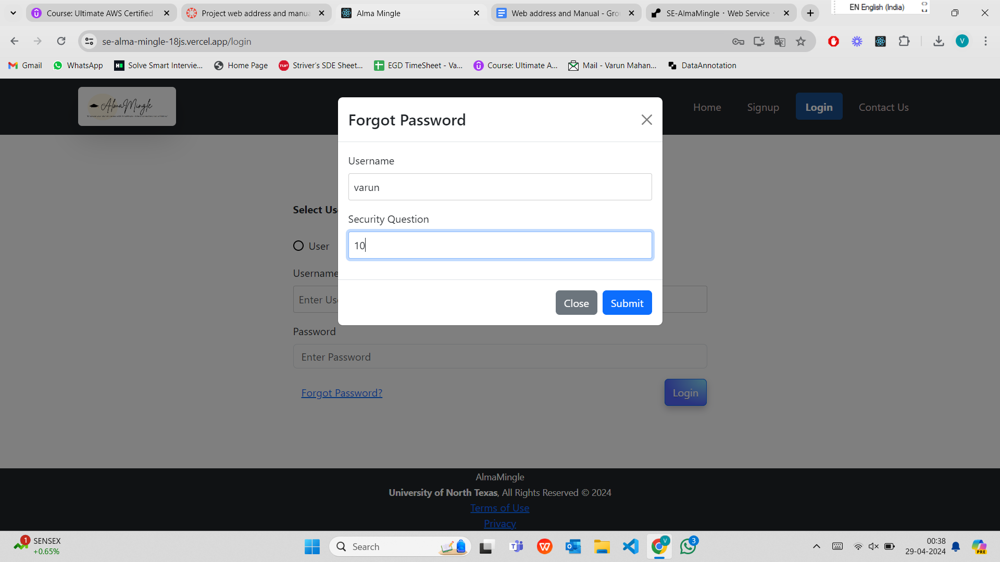 Course: Ultimate AWS Certified
Project web address and manua
Alma Mingle
Web address and Manual - Gro
SE-AlmaMingle · Web Service ·
EN English (India)
se-alma-mingle-18js.vercel.app/login
V
Gmail
WhatsApp
Solve Smart Intervie...
Home Page
Striver's SDE Sheet...
EGD TimeSheet - Va...
Course: Ultimate A...
Mail - Varun Mahan...
DataAnnotation
AlmaMingle
Home
Signup
Login
Contact Us
Forgot Password
Username
varun
Security Question
10
Close
Submit
Select Use
User
Username
Enter Use
Password
Enter Password
Forgot Password?
Login
AlmaMingle
University of North Texas, All Rights Reserved © 2024
Terms of Use
Privacy
1
SENSEX
+0.65%
Search
V
3
00:38
29-04-2024
PRE